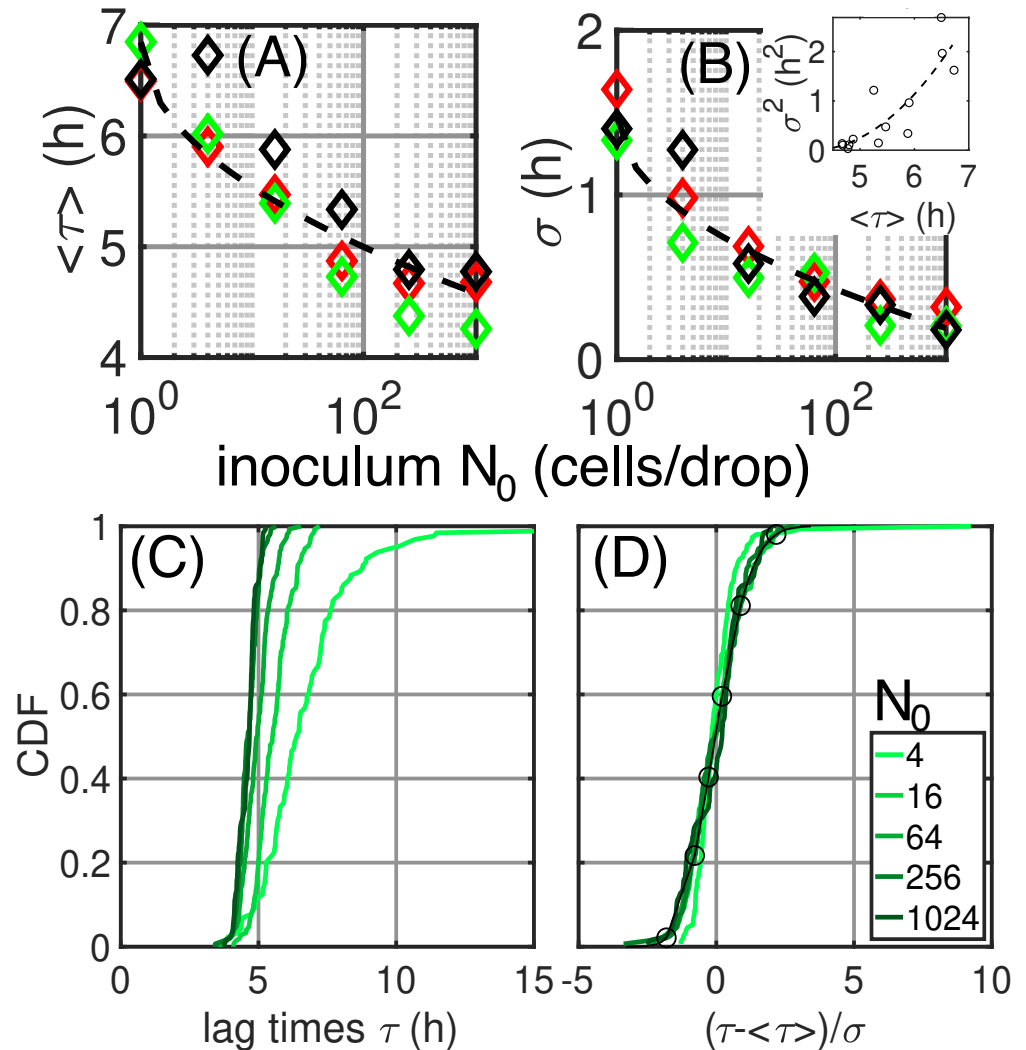 (A)
<τ> (h)
7
6
5
4
10^0
10^2
(B)
σ (h)
2
1
0
10^0
10^2
σ^2 (h^2)
2
1
0
5
6
7
<τ> (h)
inoculum N_0 (cells/drop)
(C)
CDF
1
0.8
0.6
0.4
0.2
0
0
5
10
15
lag times τ (h)
(D)
-5
0
5
10
(τ-<τ>)/σ
N_0
4
16
64
256
1024